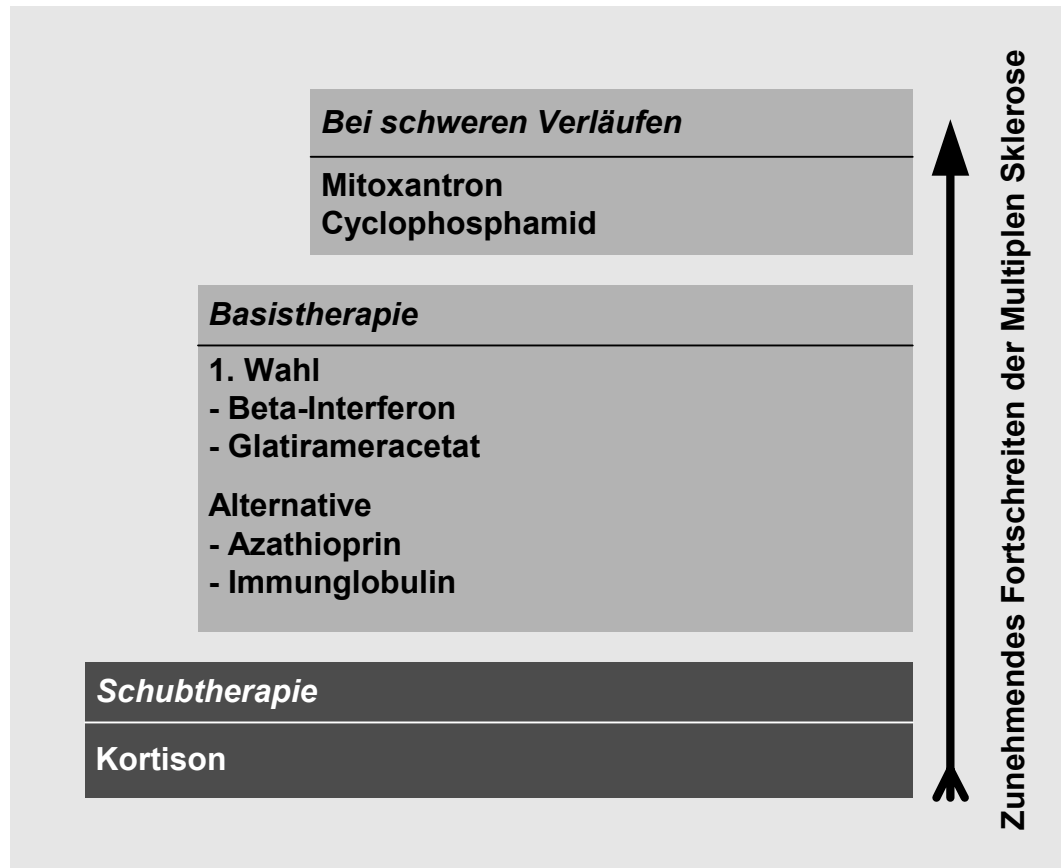 Bei schweren Verläufen
Mitoxantron
Cyclophosphamid
Basistherapie
1. Wahl
- Beta-Interferon
- Glatirameracetat
Alternative
- Azathioprin
- Immunglobulin
Schubtherapie
Kortison
Zunehmendes Fortschreiten der Multiplen Sklerose